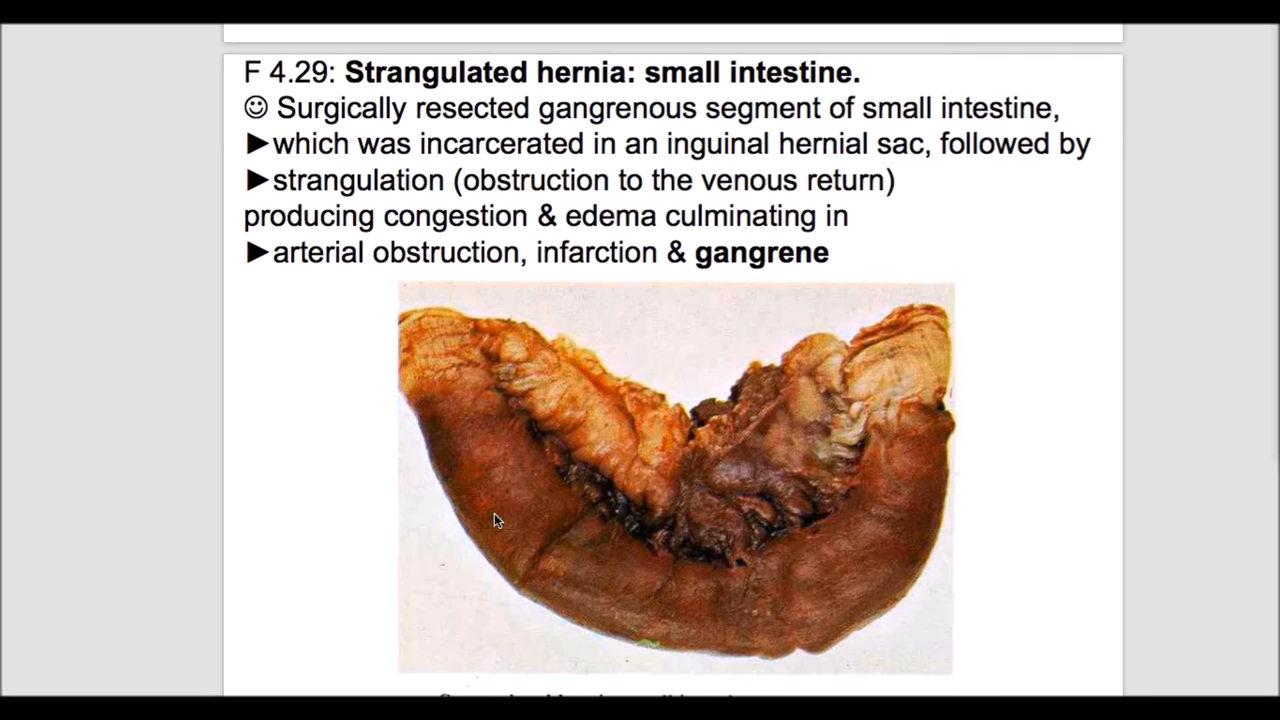 F 4.29: Strangulated hernia: small intestine.
☺ Surgically resected gangrenous segment of small intestine,
►which was incarcerated in an inguinal hernial sac, followed by
►strangulation (obstruction to the venous return)
producing congestion & edema culminating in
►arterial obstruction, infarction & gangrene